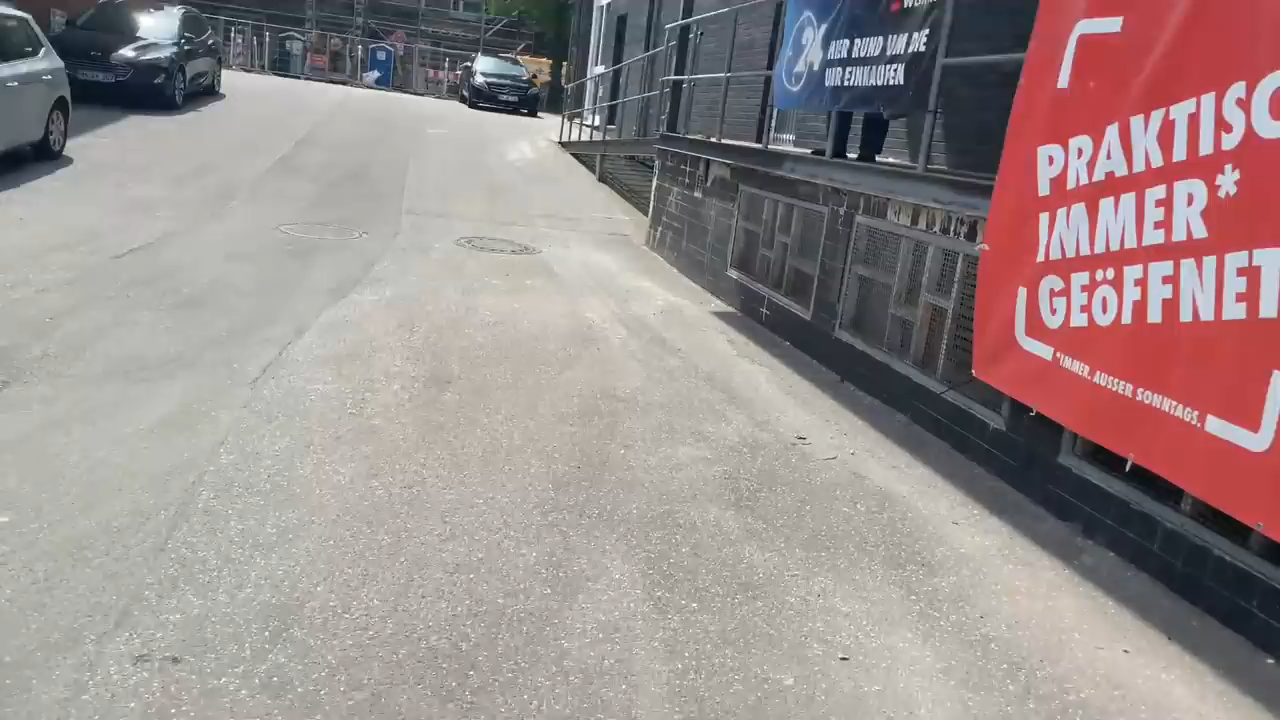 24
HIER RUND UM DIE
UHR EINKAUFEN
PRAKTISC
IMMER*
GEÖFFNET
*IMMER. AUSSER SONNTAGS.